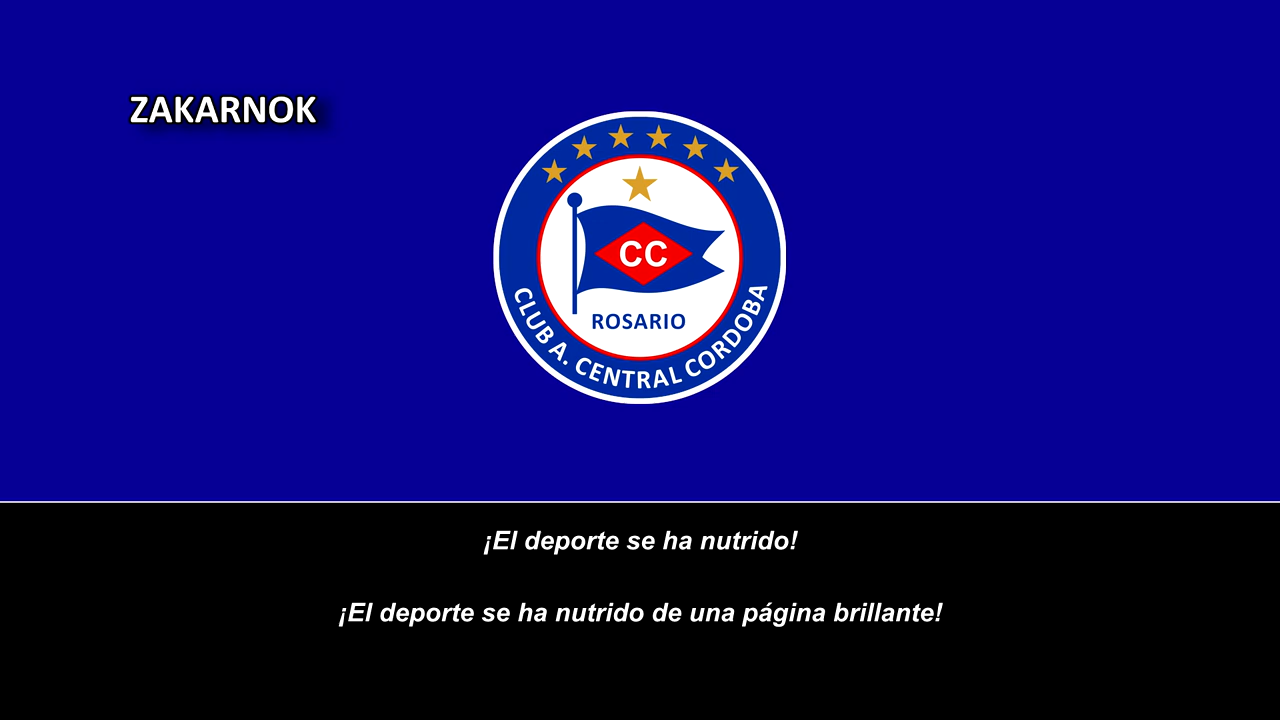 ZAKARNOK
CC
ROSARIO
CLUB A. CENTRAL CORDOBA
¡El deporte se ha nutrido!
¡El deporte se ha nutrido de una página brillante!